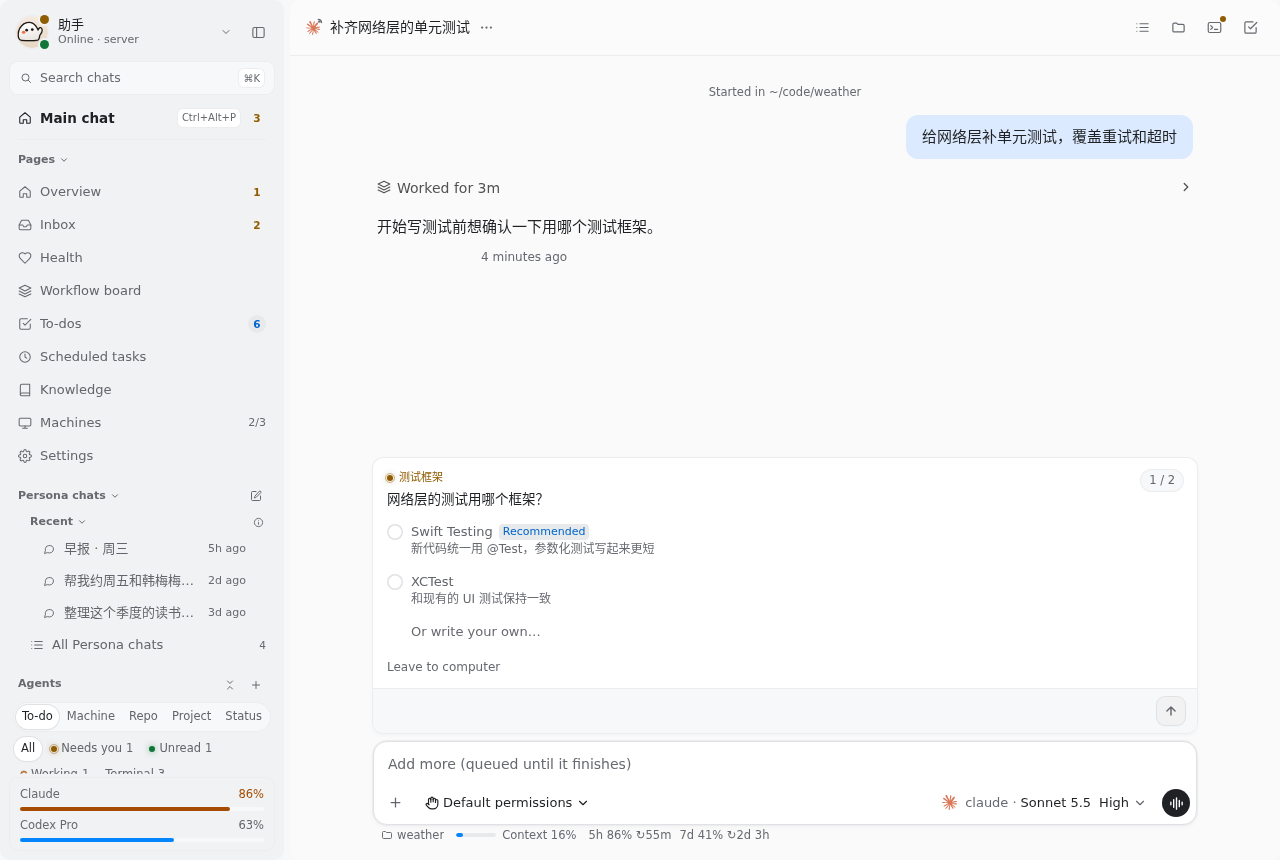 助手
Online · server
Search chats ⌘K
Main chat Ctrl+Alt+P 3
Pages
Overview 1
Inbox 2
Health
Workflow board
To-dos 6
Scheduled tasks
Knowledge
Machines 2/3
Settings
Persona chats
Recent
早报 · 周三 5h ago
帮我约周五和韩梅梅... 2d ago
整理这个季度的读书... 3d ago
All Persona chats 4
Agents
To-do Machine Repo Project Status
All Needs you 1 Unread 1
Working 1 Terminal 3
Claude 86%
Codex Pro 63%
补齐网络层的单元测试 ···
Started in ~/code/weather
给网络层补单元测试，覆盖重试和超时
Worked for 3m
开始写测试前想确认一下用哪个测试框架。
4 minutes ago
测试框架 1 / 2
网络层的测试用哪个框架？
Swift Testing Recommended
新代码统一用 @Test，参数化测试写起来更短
XCTest
和现有的 UI 测试保持一致
Or write your own…
Leave to computer
Add more (queued until it finishes)
Default permissions claude · Sonnet 5.5 High
weather Context 16% 5h 86% ↻55m 7d 41% ↻2d 3h